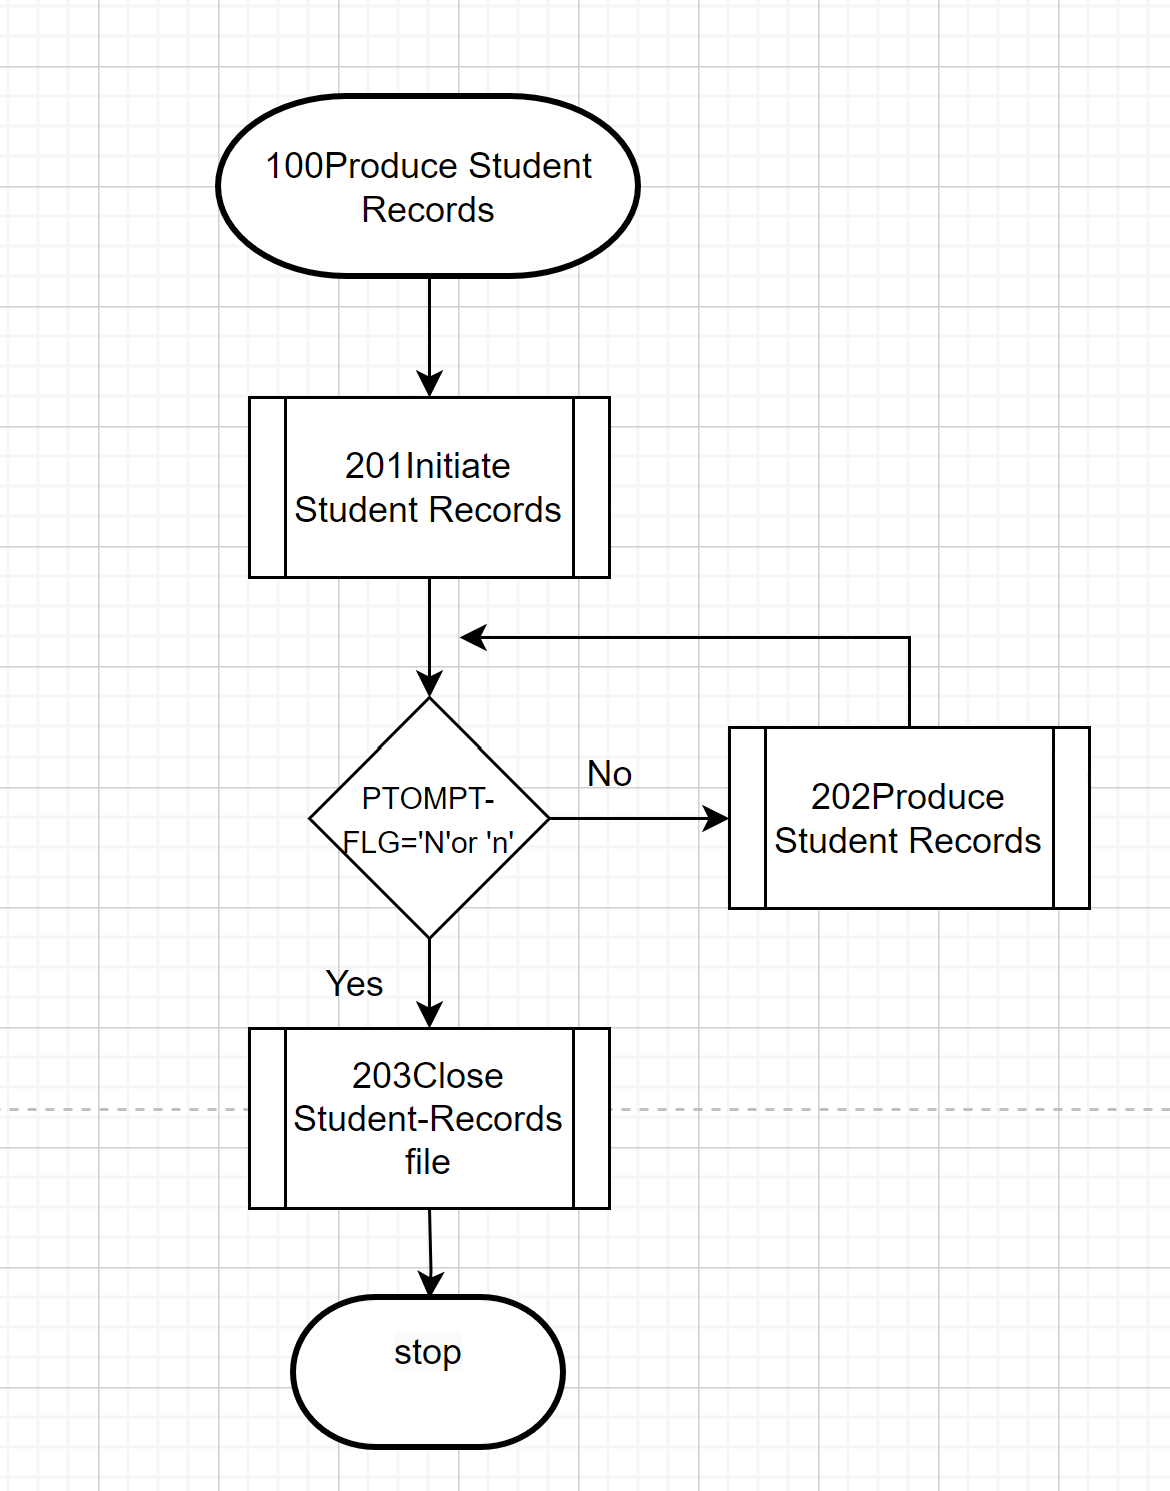 100Produce Student
Records
201Initiate
Student Records
PTOMPT-
FLG='N'or 'n'
No
202Produce
Student Records
Yes
203Close
Student-Records
file
stop